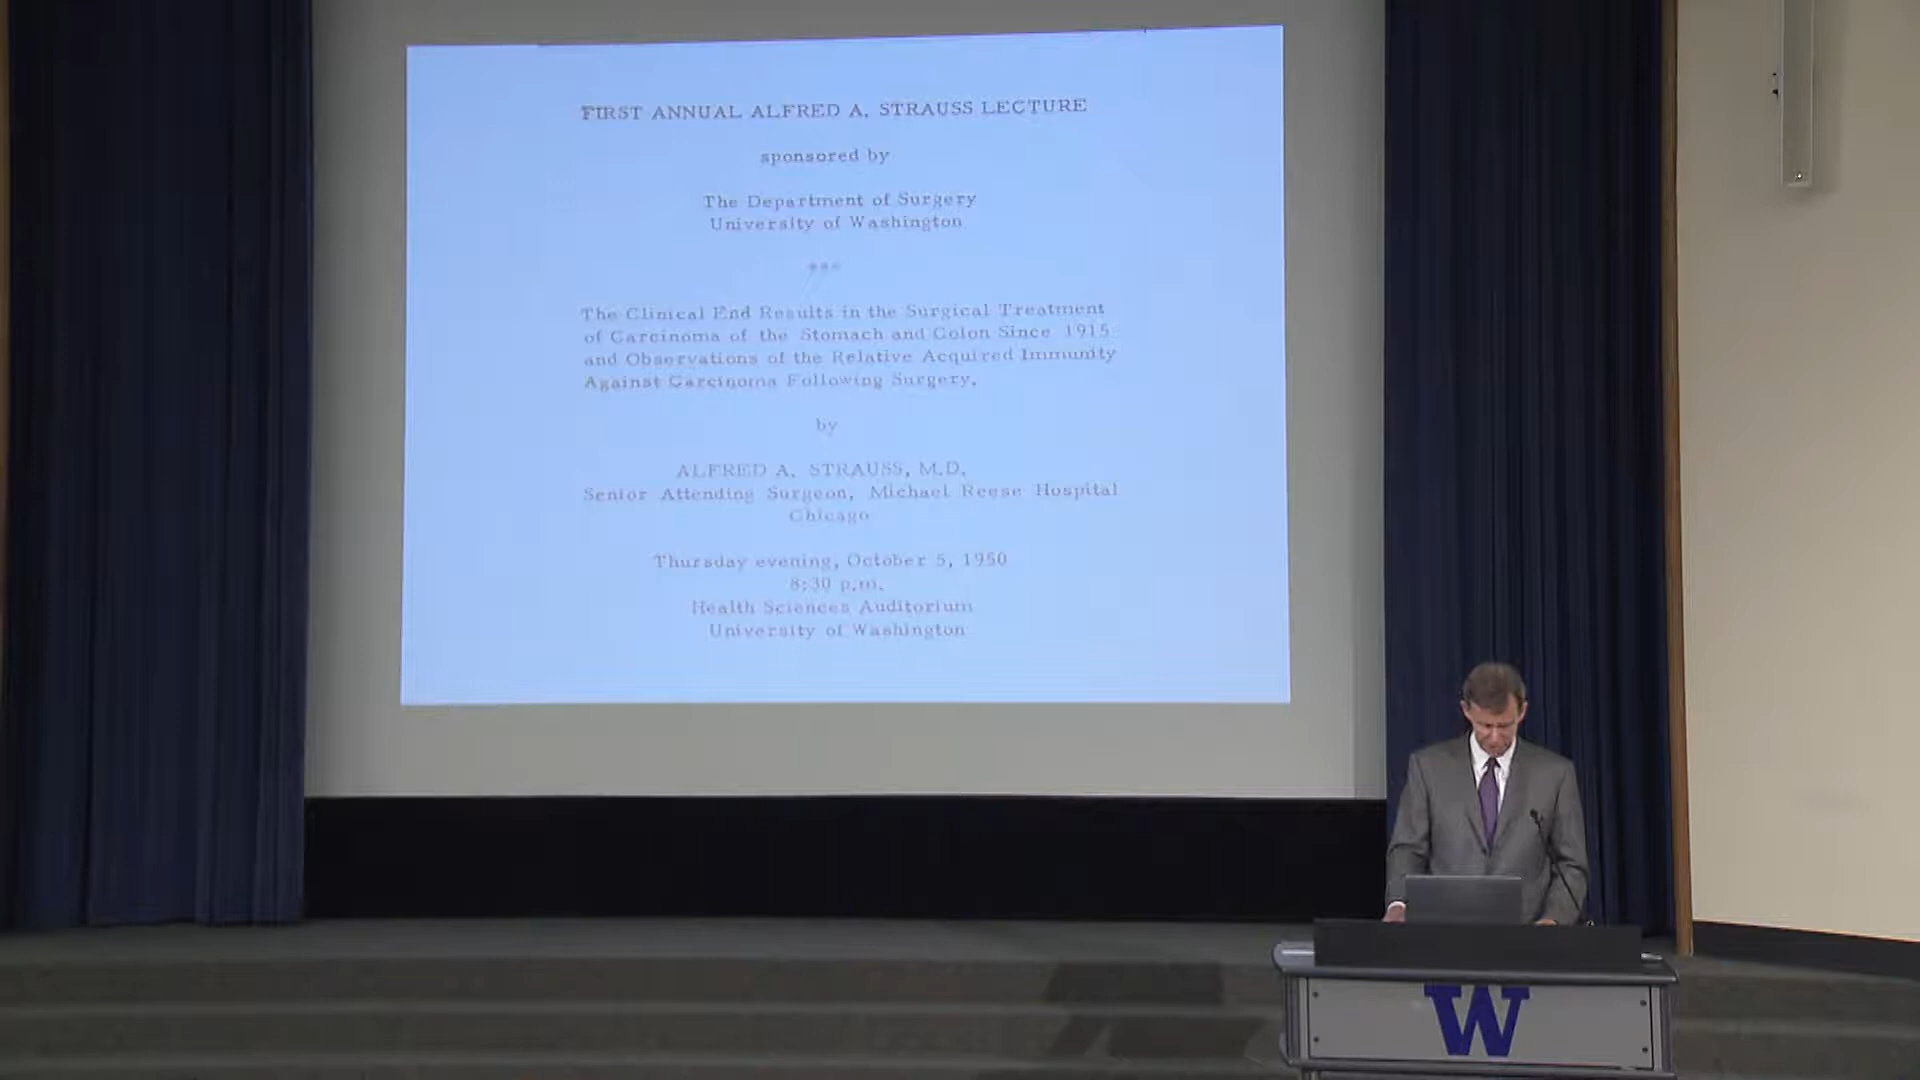 FIRST ANNUAL ALFRED A. STRAUSS LECTURE
sponsored by
The Department of Surgery
University of Washington
***
The Clinical End Results in the Surgical Treatment
of Carcinoma of the Stomach and Colon Since 1915
and Observations of the Relative Acquired Immunity
Against Carcinoma Following Surgery.
by
ALFRED A. STRAUSS, M.D.
Senior Attending Surgeon, Michael Reese Hospital
Chicago
Thursday evening, October 5, 1950
8:30 p.m.
Health Sciences Auditorium
University of Washington
W